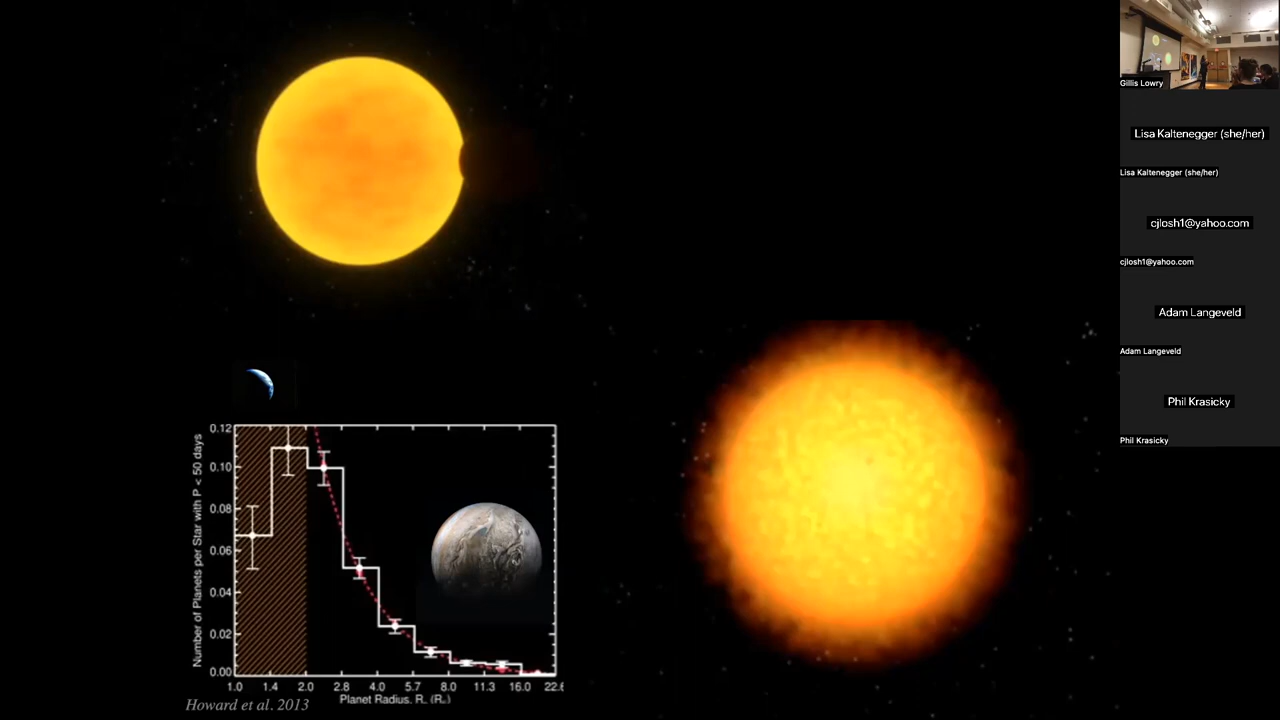 Number of Planets per Star with P < 50 days
0.12
0.10
0.08
0.06
0.04
0.02
0.00
1.0 1.4 2.0 2.8 4.0 5.7 8.0 11.3 16.0 22.6
Planet Radius, R
Howard et al. 2013
Gillis Lowry
Lisa Kaltenegger (she/her)
Lisa Kaltenegger (she/her)
cjlosh1@yahoo.com
cjlosh1@yahoo.com
Adam Langeveld
Adam Langeveld
Phil Krasicky
Phil Krasicky